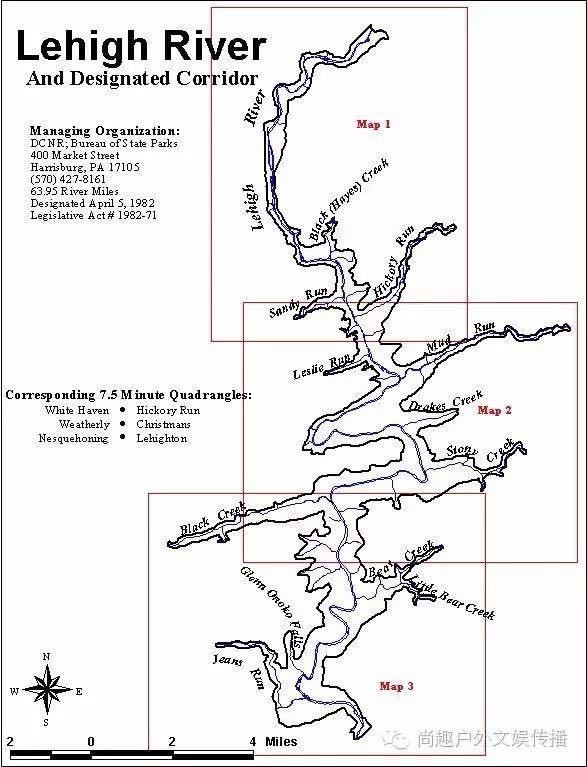 Lehigh River
And Designated Corridor
Managing Organization:
DCNR; Bureau of State Parks
400 Market Street
Harrisburg, PA 17105
(570) 427-8161
63.95 River Miles
Designated April 5, 1982
Legislative Act # 1982-71
Lehigh River
Map 1
Black (Hayes) Creek
Hickory Run
Sandy Run
Mud Run
Leslie Run
Corresponding 7.5 Minute Quadrangles:
White Haven • Hickory Run
Weatherly • Christmans
Nesquehoning • Lehighton
Drakes Creek
Map 2
Stony Creek
Black Creek
Bear Creek
Little Bear Creek
Glenn Onoko Falls
Jeans Run
Map 3
N
W E
S
2 0 2 4 Miles
尚趣户外文娱传播